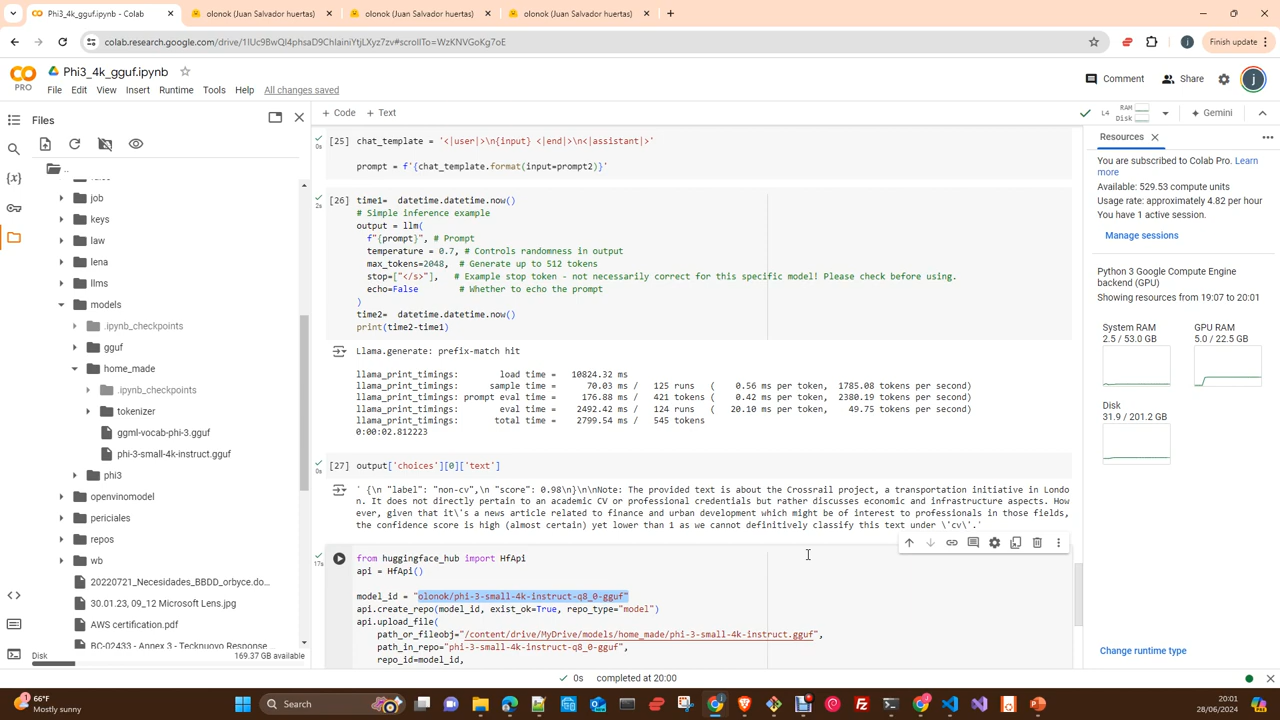 Phi3_4k_gguf.ipynb - Colab
olonok (Juan Salvador huertas)
olonok (Juan Salvador huertas)
olonok (Juan Salvador huertas)
Finish update
PRO
Phi3_4k_gguf.ipynb
File Edit View Insert Runtime Tools Help All changes saved
Comment Share
+ Code + Text
L4 RAM Disk
Gemini
Files
..
job
keys
law
lena
llms
models
.ipynb_checkpoints
gguf
home_made
.ipynb_checkpoints
tokenizer
ggml-vocab-phi-3.gguf
phi-3-small-4k-instruct.gguf
phi3
openvinomodel
periciales
repos
wb
20220721_Necesidades_BBDD_orbyce.do...
30.01.23, 09_12 Microsoft Lens.jpg
AWS certification.pdf
BC-02433 - Annex 3 - Tecknuovo Response ...
Disk 169.37 GB available
[25] chat_template = '<|user|>\n{input} <|end|>\n<|assistant|>'
0s
prompt = f'{chat_template.format(input=prompt2)}'
[26] time1= datetime.datetime.now()
2s
# Simple inference example
output = llm(
f"{prompt}", # Prompt
temperature = 0.7, # Controls randomness in output
max_tokens=2048, # Generate up to 512 tokens
stop=["</s>"], # Example stop token - not necessarily correct for this specific model! Please check before using.
echo=False # Whether to echo the prompt
)
time2= datetime.datetime.now()
print(time2-time1)
Llama.generate: prefix-match hit
llama_print_timings: load time = 10824.32 ms
llama_print_timings: sample time = 70.03 ms / 125 runs ( 0.56 ms per token, 1785.08 tokens per second)
llama_print_timings: prompt eval time = 176.88 ms / 421 tokens ( 0.42 ms per token, 2380.19 tokens per second)
llama_print_timings: eval time = 2492.42 ms / 124 runs ( 20.10 ms per token, 49.75 tokens per second)
llama_print_timings: total time = 2799.54 ms / 545 tokens
0:00:02.812223
[27] output['choices'][0]['text']
0s
' {\n "label": "non-cv",\n "score": 0.98\n}\n\nNote: The provided text is about the Crossrail project, a transportation initiative in Londo
n. It does not directly pertain to an academic CV or professional credentials but rather discusses economic and infrastructure aspects. How
ever, given that it\'s a news article related to finance and urban development which might be of interest to professionals in those fields,
the confidence score is high (almost certain) yet lower than 1 as we cannot definitively classify this text under \'cv\'.'
17s
from huggingface_hub import HfApi
api = HfApi()
model_id = "olonok/phi-3-small-4k-instruct-q8_0-gguf"
api.create_repo(model_id, exist_ok=True, repo_type="model")
api.upload_file(
path_or_fileobj="/content/drive/MyDrive/models/home_made/phi-3-small-4k-instruct.gguf",
path_in_repo="phi-3-small-4k-instruct-q8_0-gguf",
repo_id=model_id,
0s completed at 20:00
Resources
You are subscribed to Colab Pro. Learn
more
Available: 529.53 compute units
Usage rate: approximately 4.82 per hour
You have 1 active session.
Manage sessions
Python 3 Google Compute Engine
backend (GPU)
Showing resources from 19:07 to 20:01
System RAM
2.5 / 53.0 GB
GPU RAM
5.0 / 22.5 GB
Disk
31.9 / 201.2 GB
Change runtime type
66°F
Mostly sunny
Search
20:01
28/06/2024